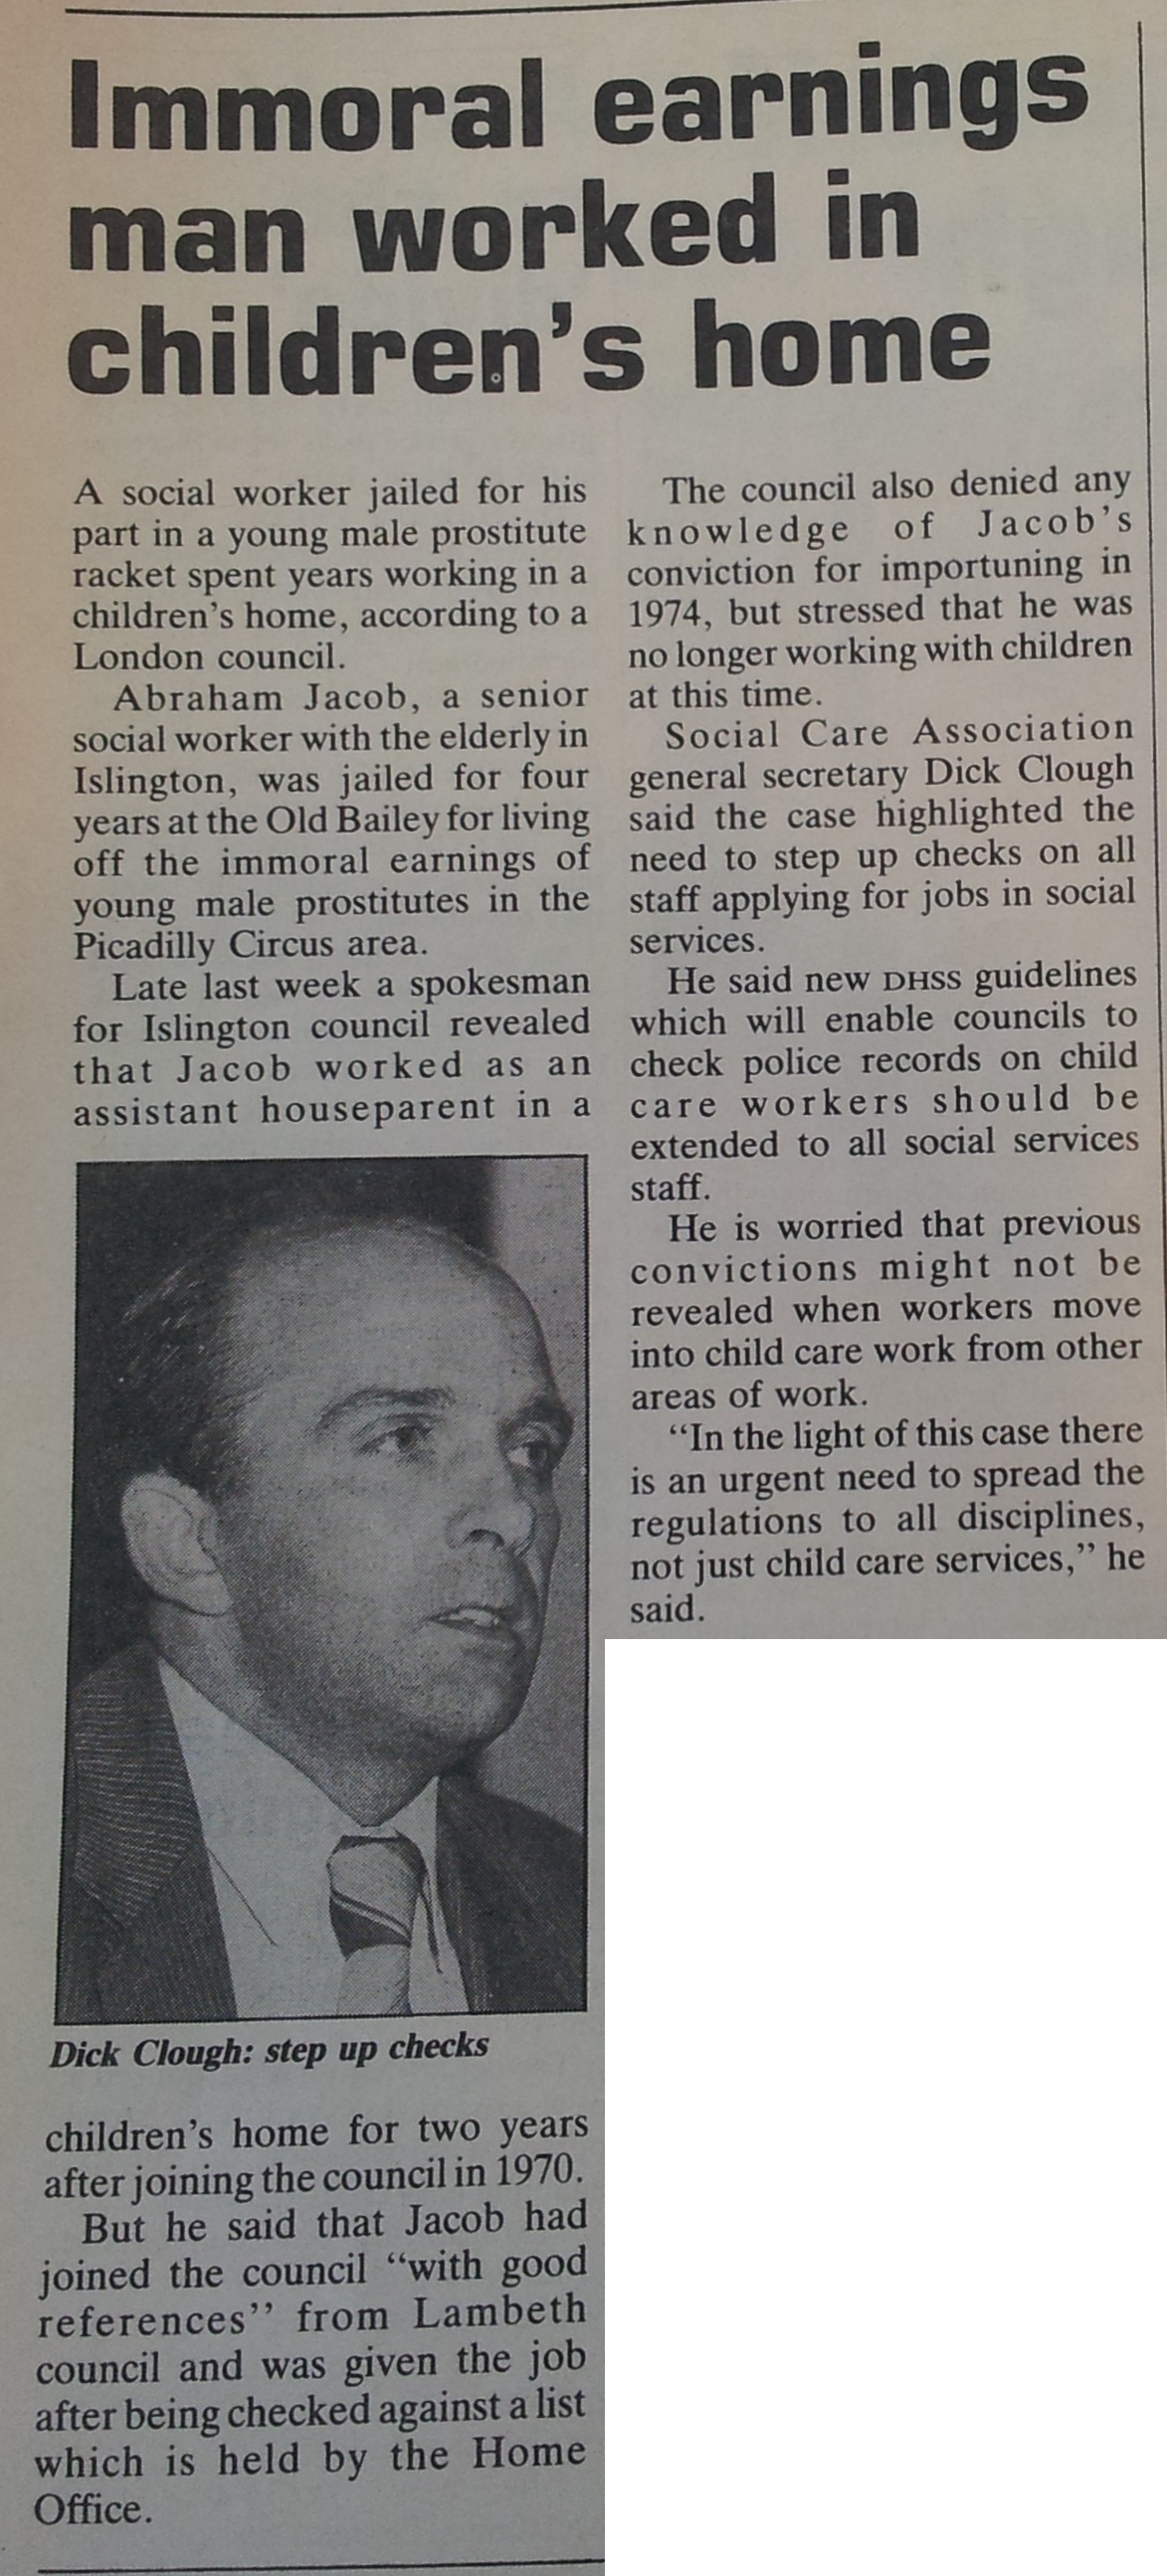 Immoral earnings
man worked in
children's home
A social worker jailed for his
part in a young male prostitute
racket spent years working in a
children's home, according to a
London council.
Abraham Jacob, a senior
social worker with the elderly in
Islington, was jailed for four
years at the Old Bailey for living
off the immoral earnings of
young male prostitutes in the
Picadilly Circus area.
Late last week a spokesman
for Islington council revealed
that Jacob worked as an
assistant houseparent in a
Dick Clough: step up checks
children's home for two years
after joining the council in 1970.
But he said that Jacob had
joined the council “with good
references” from Lambeth
council and was given the job
after being checked against a list
which is held by the Home
Office.
The council also denied any
knowledge of Jacob's
conviction for importuning in
1974, but stressed that he was
no longer working with children
at this time.
Social Care Association
general secretary Dick Clough
said the case highlighted the
need to step up checks on all
staff applying for jobs in social
services.
He said new DHSS guidelines
which will enable councils to
check police records on child
care workers should be
extended to all social services
staff.
He is worried that previous
convictions might not be
revealed when workers move
into child care work from other
areas of work.
“In the light of this case there
is an urgent need to spread the
regulations to all disciplines,
not just child care services,” he
said.